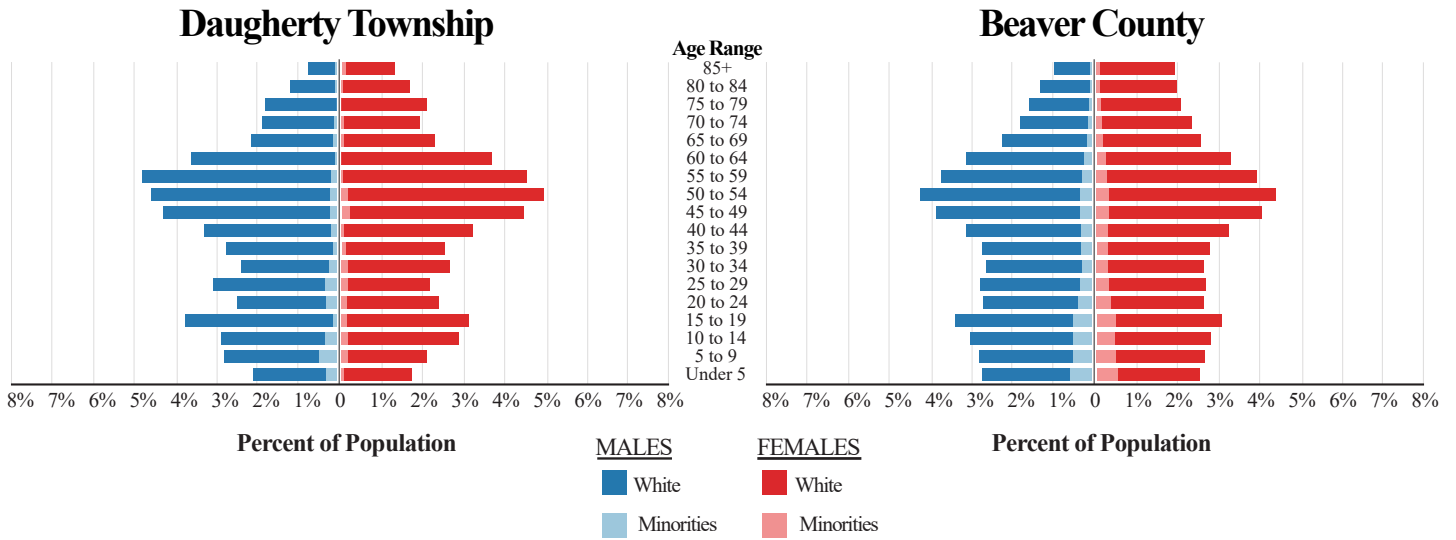 Daugherty Township
Beaver County
Age Range
85+
80 to 84
75 to 79
70 to 74
65 to 69
60 to 64
55 to 59
50 to 54
45 to 49
40 to 44
35 to 39
30 to 34
25 to 29
20 to 24
15 to 19
10 to 14
5 to 9
Under 5
8% 7% 6% 5% 4% 3% 2% 1% 0 1% 2% 3% 4% 5% 6% 7% 8%
8% 7% 6% 5% 4% 3% 2% 1% 0 1% 2% 3% 4% 5% 6% 7% 8%
Percent of Population
Percent of Population
MALES
White
Minorities
FEMALES
White
Minorities